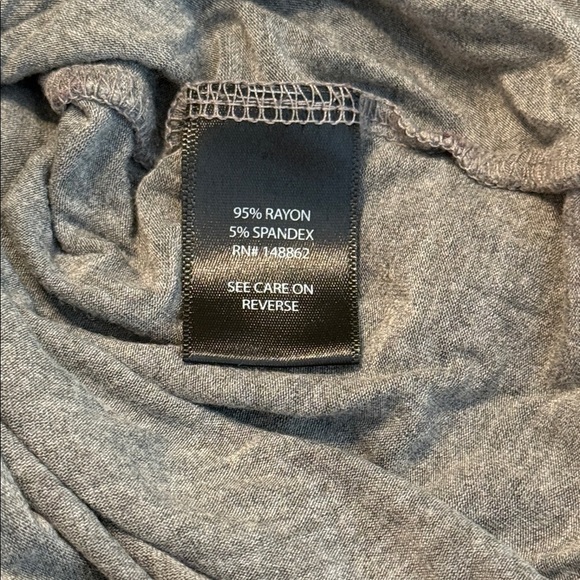 95% RAYON
5% SPANDEX
RN# 148862
SEE CARE ON
REVERSE